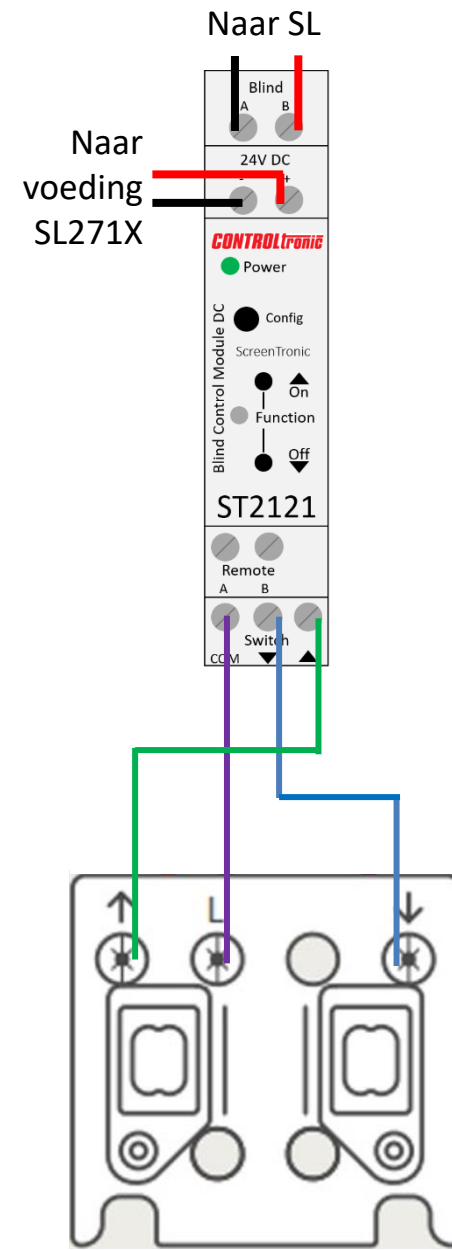 Naar SL
Blind
A B
Naar
voeding
SL271X
24V DC
- +
CONTROLtronic
Power
Blind Control Module DC
Config
ScreenTronic
On
Function
Off
ST2121
Remote
A B
Switch
COM
L